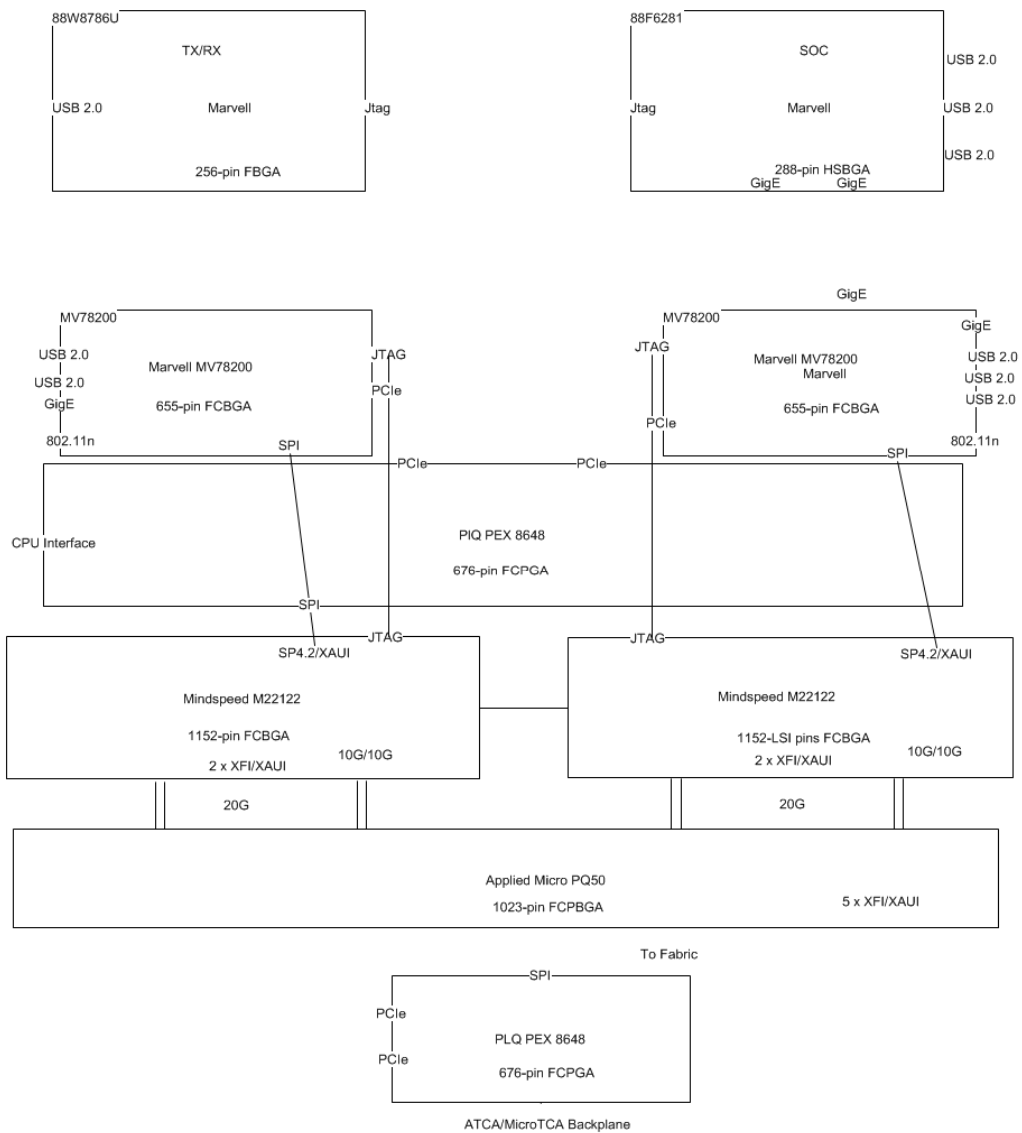 88W8786U
TX/RX
USB 2.0
Marvell
Jtag
256-pin FBGA
88F6281
SOC
USB 2.0
Jtag
Marvell
USB 2.0
USB 2.0
288-pin HSBGA
GigE
GigE
MV78200
USB 2.0
JTAG
Marvell MV78200
USB 2.0
PCIe
GigE
655-pin FCBGA
802.11n
SPI
GigE
MV78200
GigE
JTAG
Marvell MV78200
USB 2.0
Marvell
USB 2.0
USB 2.0
655-pin FCBGA
PCIe
802.11n
SPI
PCIe
PCIe
PIQ PEX 8648
CPU Interface
676-pin FCPGA
SPI
JTAG
SP4.2/XAUI
Mindspeed M22122
1152-pin FCBGA
10G/10G
2 x XFI/XAUI
JTAG
SP4.2/XAUI
Mindspeed M22122
1152-LSI pins FCBGA
10G/10G
2 x XFI/XAUI
20G
20G
Applied Micro PQ50
1023-pin FCPBGA
5 x XFI/XAUI
To Fabric
SPI
PCIe
PLQ PEX 8648
PCIe
676-pin FCPGA
ATCA/MicroTCA Backplane